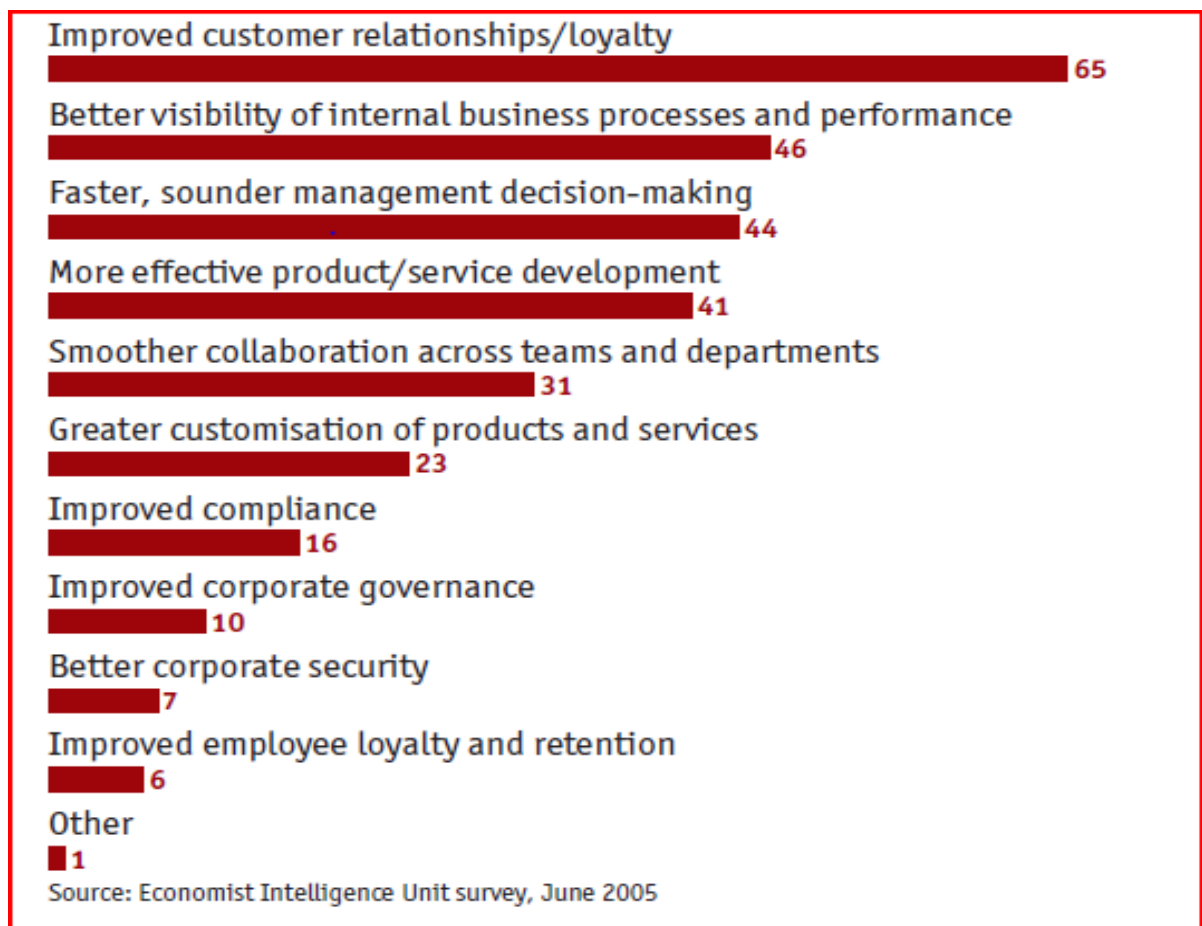 Improved customer relationships/loyalty
65
Better visibility of internal business processes and performance
46
Faster, sounder management decision-making
44
More effective product/service development
41
Smoother collaboration across teams and departments
31
Greater customisation of products and services
23
Improved compliance
16
Improved corporate governance
10
Better corporate security
7
Improved employee loyalty and retention
6
Other
1
Source: Economist Intelligence Unit survey, June 2005